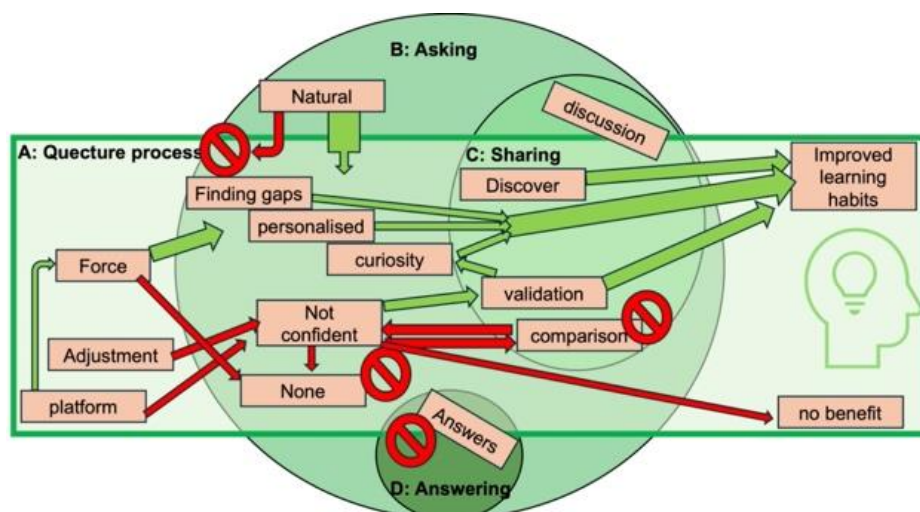 B: Asking
Natural
discussion
A: Quecture process
C: Sharing
Improved
learning
habits
Discover
Finding gaps
personalised
curiosity
Force
validation
Not
confident
comparison
Adjustment
None
platform
no benefit
Answers
D: Answering